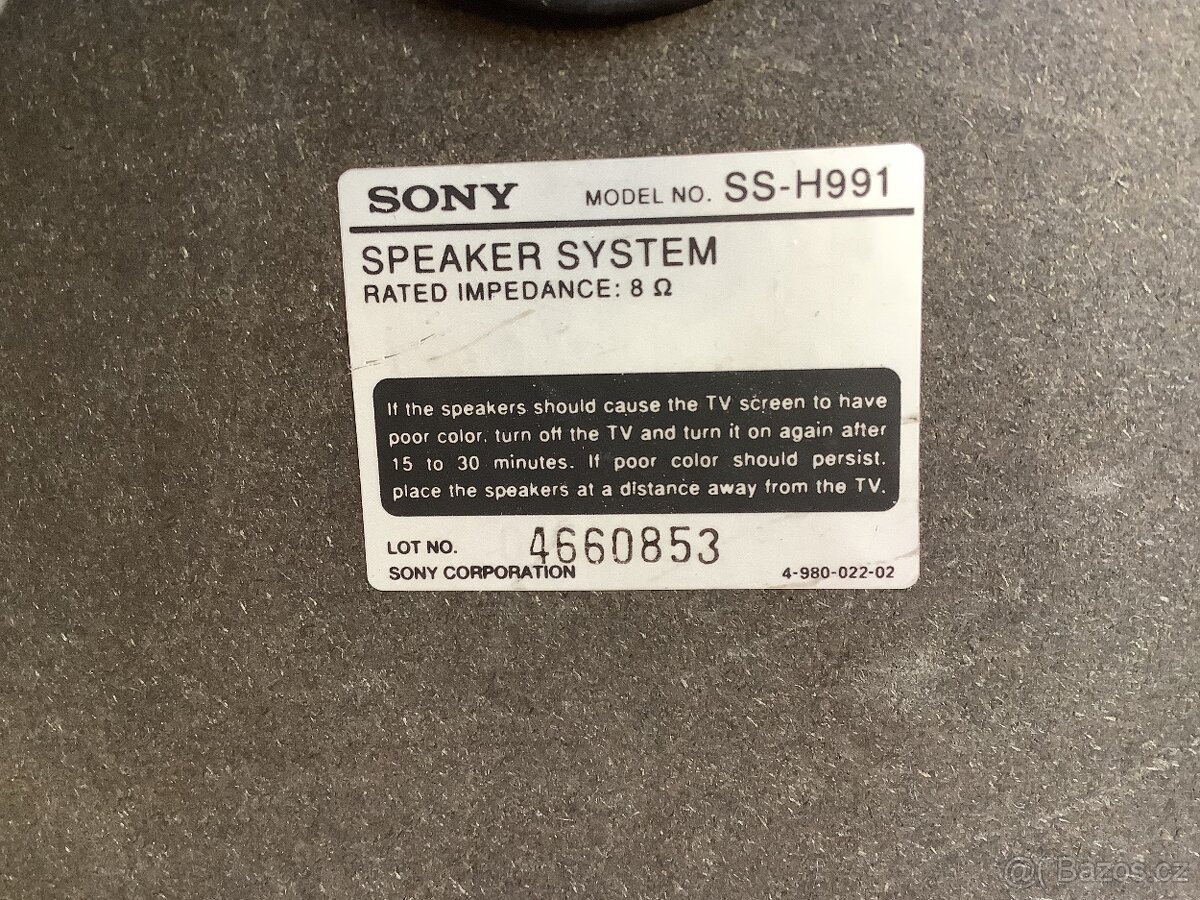 SONY MODEL NO. SS-H991
SPEAKER SYSTEM
RATED IMPEDANCE: 8 Ω
If the speakers should cause the TV screen to have
poor color, turn off the TV and turn it on again after
15 to 30 minutes. If poor color should persist,
place the speakers at a distance away from the TV.
LOT NO. 4660853
SONY CORPORATION 4-980-022-02
@( Bazos.cz